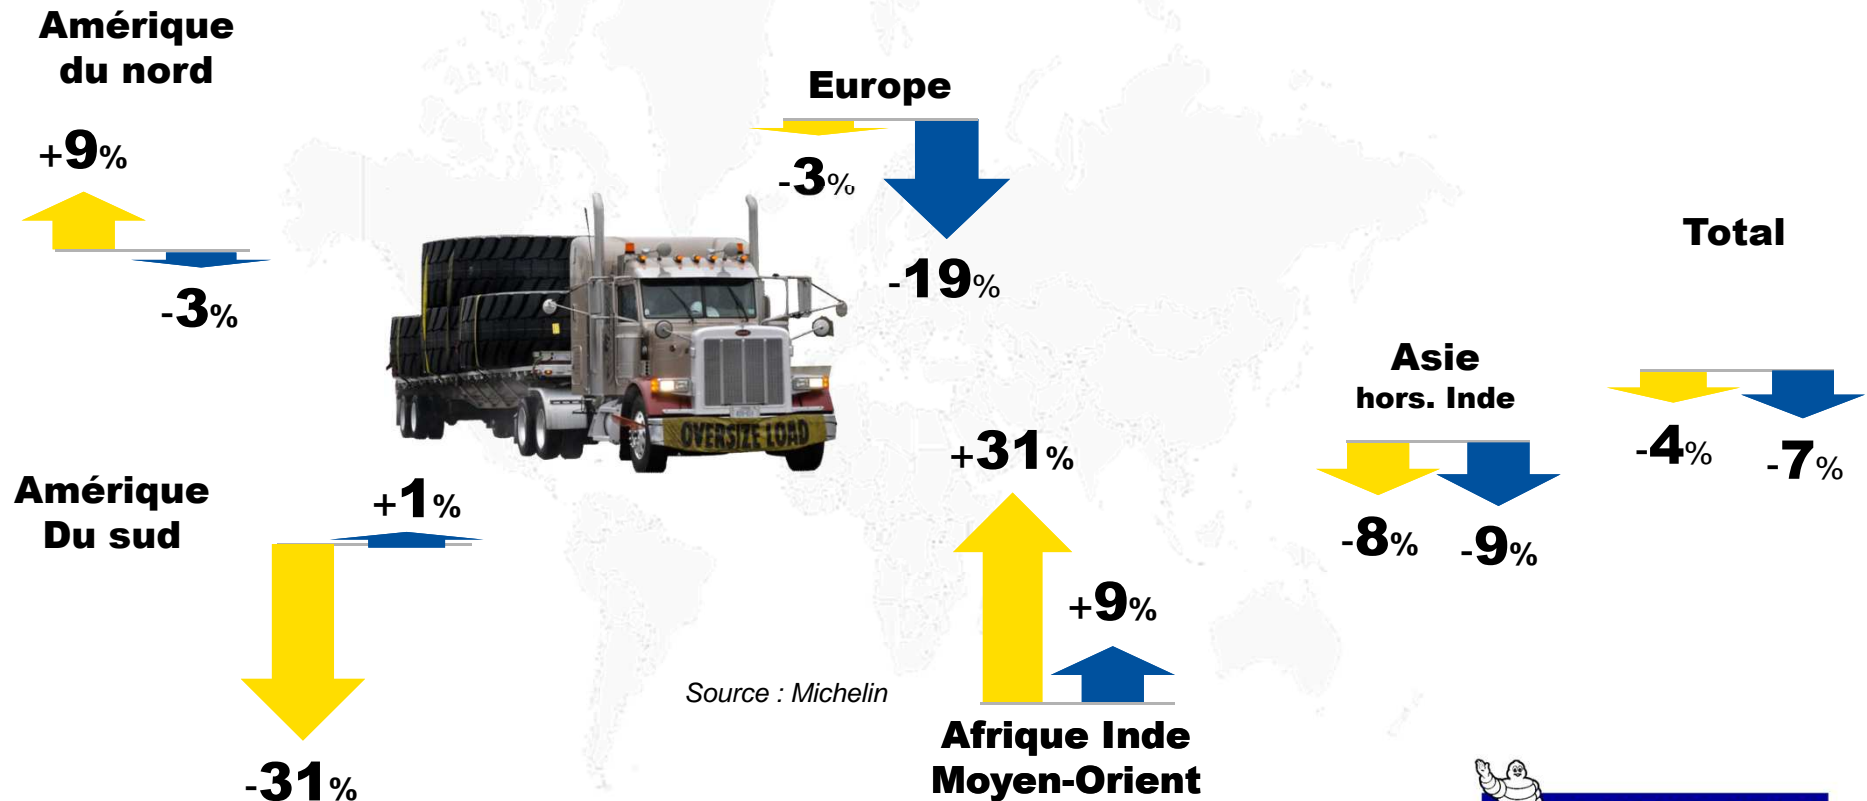 Amérique
du nord
+9%
-3%
Europe
-3%
-19%
Total
-4%
-7%
Asie
hors. Inde
-8%
-9%
OVERSIZE LOAD
Amérique
Du sud
+1%
-31%
+31%
+9%
Afrique Inde
Moyen-Orient
Source : Michelin